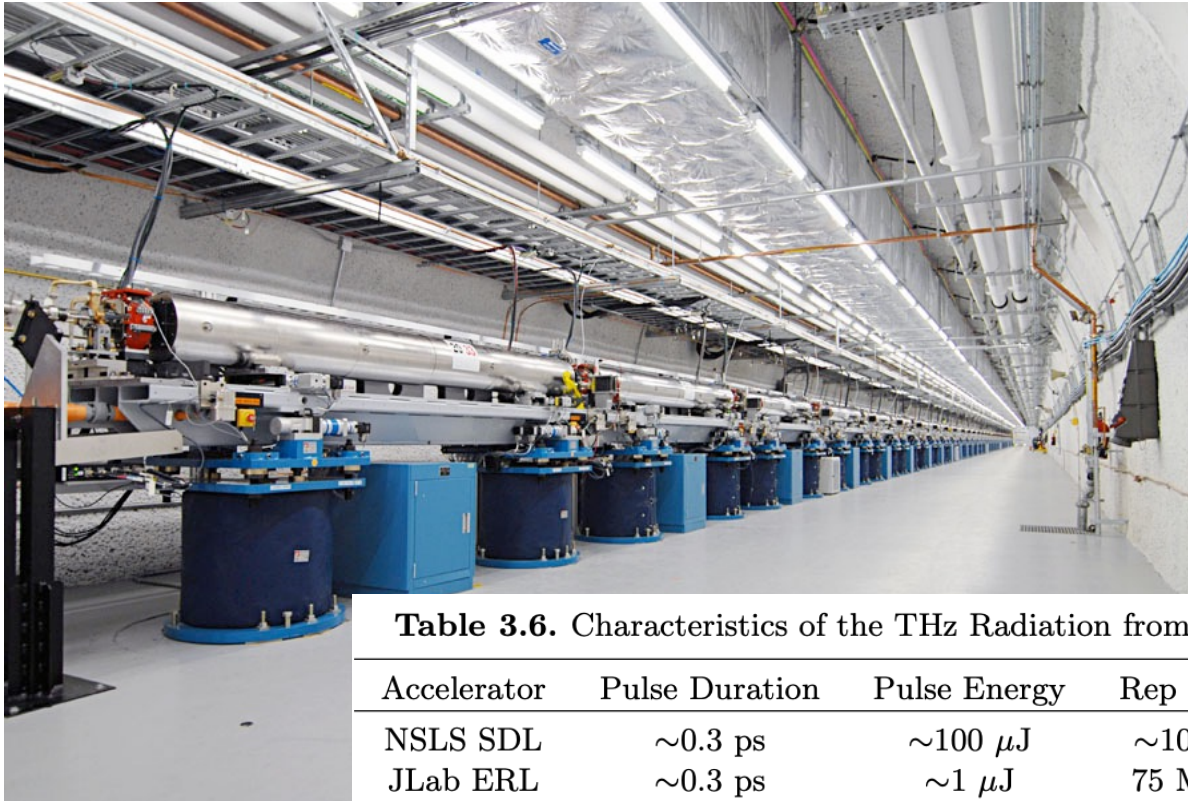 Table 3.6. Characteristics of the THz Radiation from
Accelerator Pulse Duration Pulse Energy Rep
NSLS SDL ~0.3 ps ~100 μJ ~10
JLab ERL ~0.3 ps ~1 μJ 75